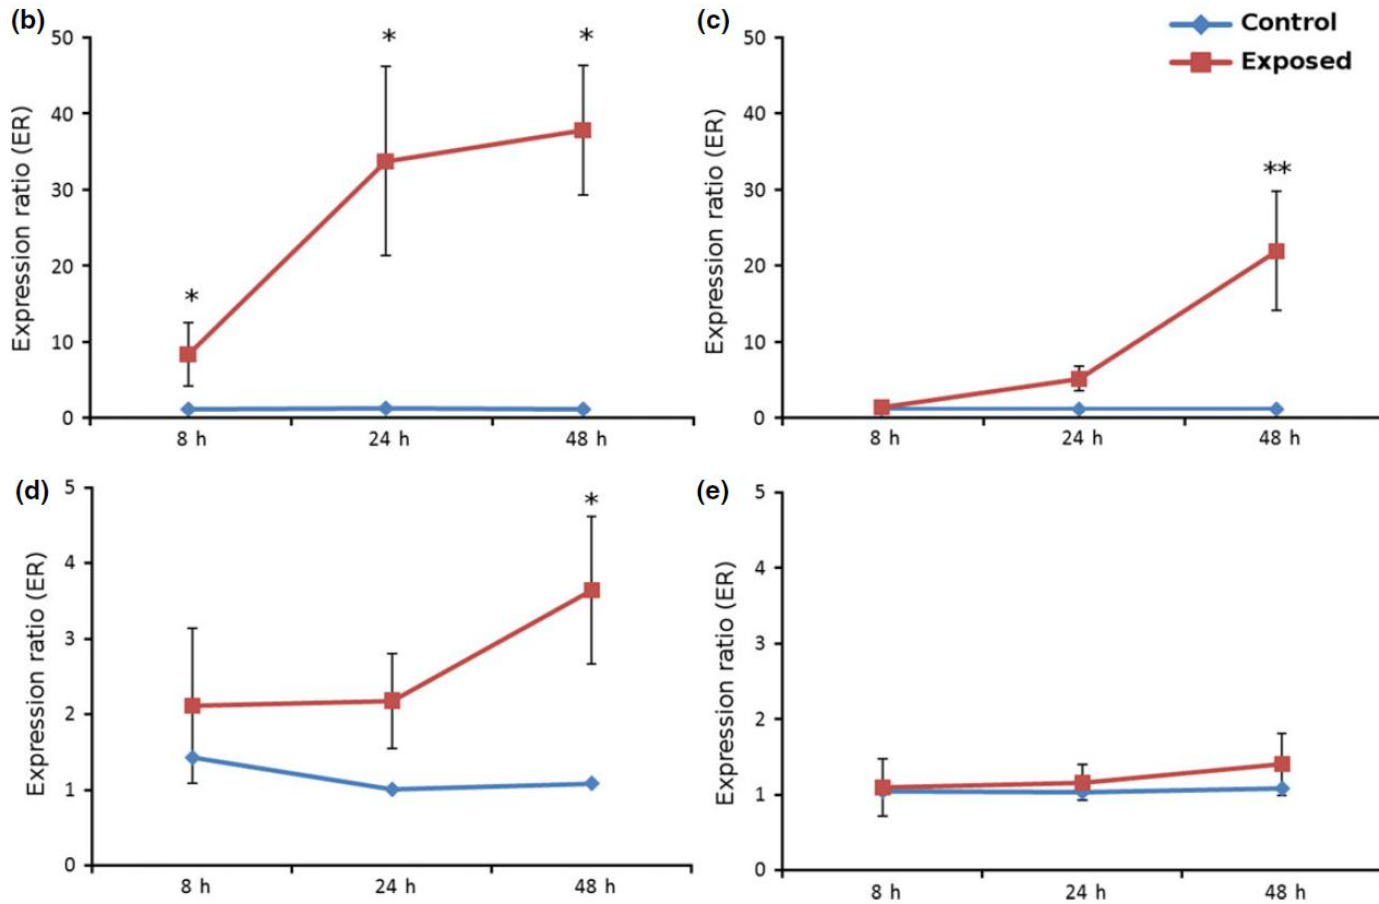 (b)
50
40
30
20
10
0
Expression ratio (ER)
*
*
*
8 h 24 h 48 h
(c)
Control
Exposed
50
40
30
20
10
0
Expression ratio (ER)
**
8 h 24 h 48 h
(d)
5
4
3
2
1
0
Expression ratio (ER)
*
8 h 24 h 48 h
(e)
5
4
3
2
1
0
Expression ratio (ER)
8 h 24 h 48 h